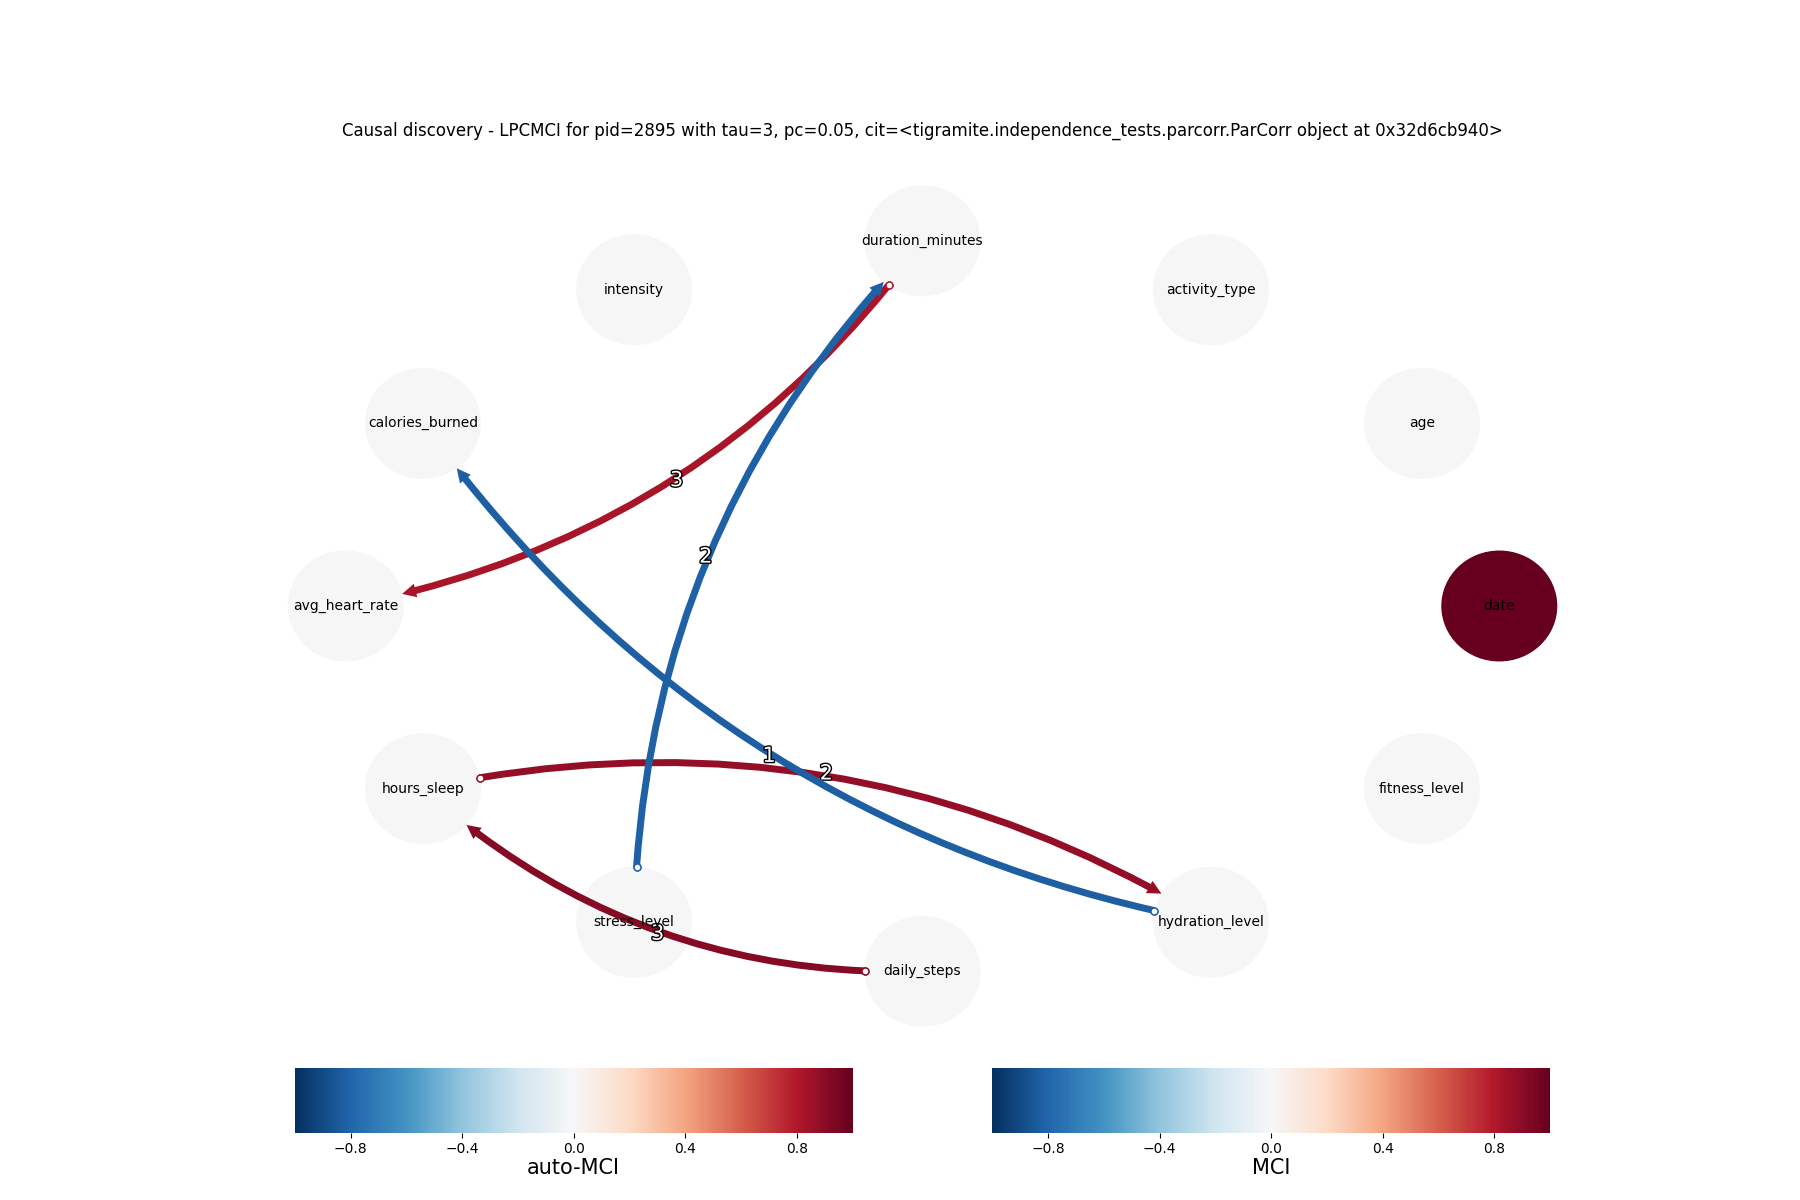 Causal discovery - LPCMCI for pid=2895 with tau=3, pc=0.05, cit=<tigramite.independence_tests.parcorr.ParCorr object at 0x32d6cb940>
duration_minutes
intensity
activity_type
calories_burned
age
3
2
avg_heart_rate
date
1
2
hours_sleep
fitness_level
stress_level
3
hydration_level
daily_steps
−0.8 −0.4 0.0 0.4 0.8
auto-MCI
−0.8 −0.4 0.0 0.4 0.8
MCI